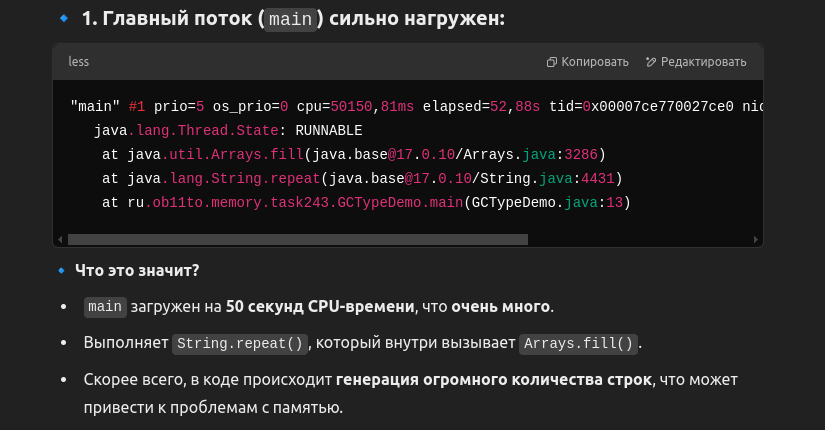 1. Главный поток (main) сильно нагружен:
less Копировать Редактировать
"main" #1 prio=5 os_prio=0 cpu=50150,81ms elapsed=52,88s tid=0x00007ce770027ce0 nid
java.lang.Thread.State: RUNNABLE
at java.util.Arrays.fill(java.base@17.0.10/Arrays.java:3286)
at java.lang.String.repeat(java.base@17.0.10/String.java:4431)
at ru.ob11to.memory.task243.GCTypeDemo.main(GCTypeDemo.java:13)
Что это значит?
• main загружен на 50 секунд CPU-времени, что очень много.
• Выполняет String.repeat(), который внутри вызывает Arrays.fill().
• Скорее всего, в коде происходит генерация огромного количества строк, что может
привести к проблемам с памятью.